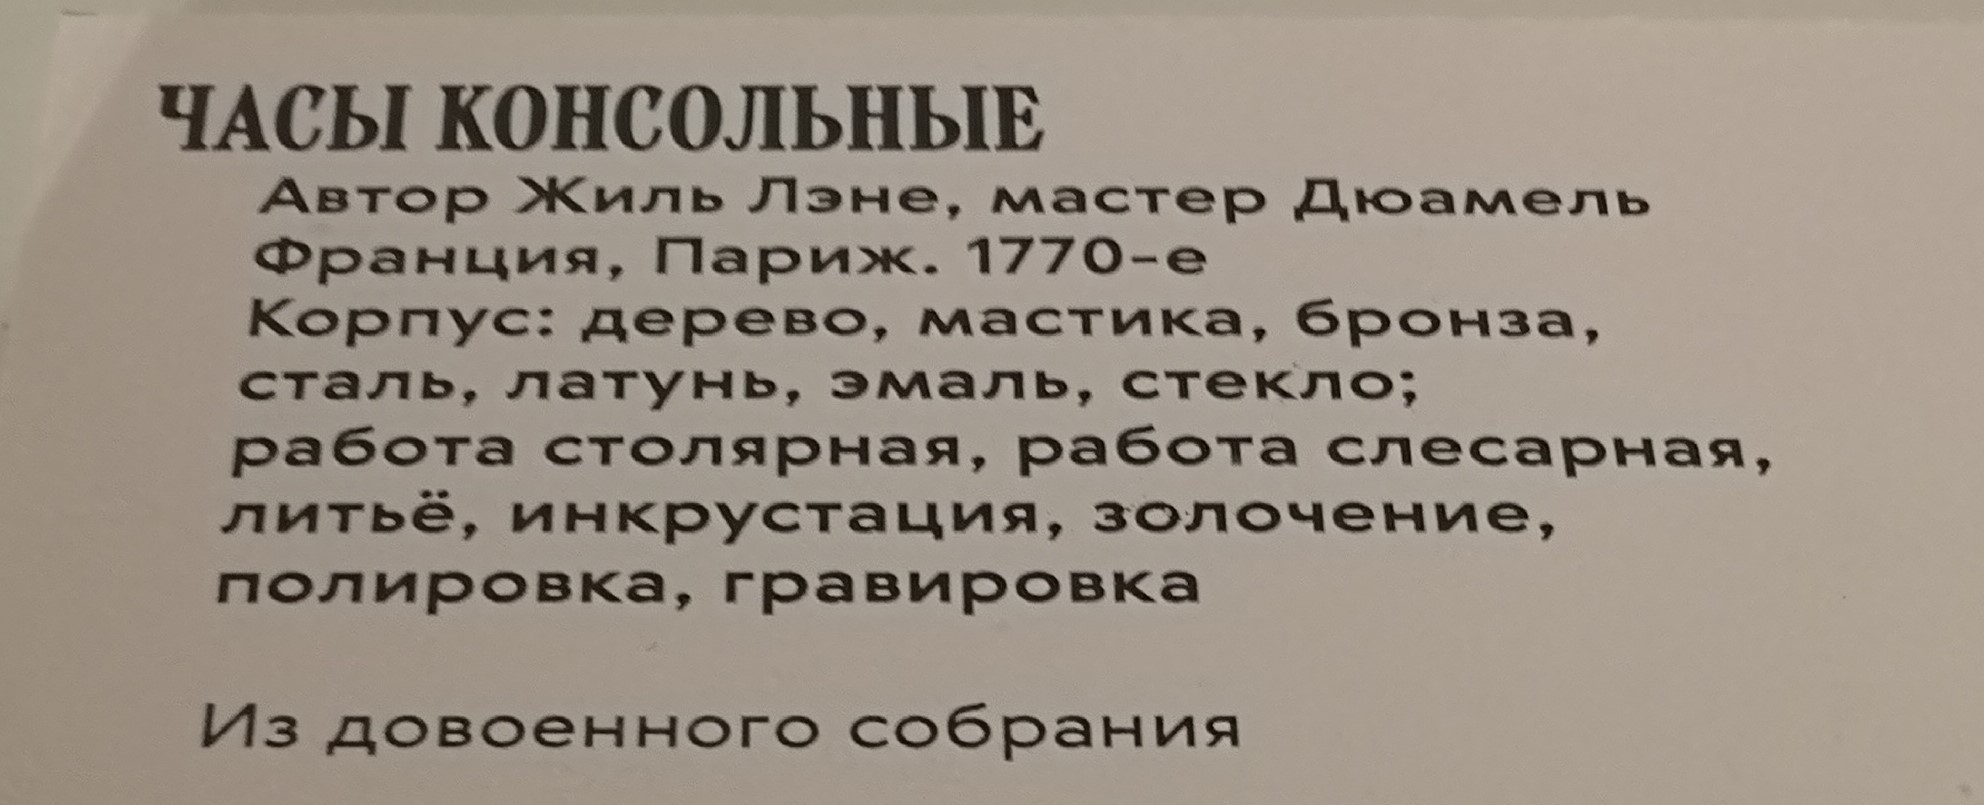 ЧАСЫ КОНСОЛЬНЫЕ
Автор Жиль Лэне, мастер Дюамель
Франция, Париж. 1770-е
Корпус: дерево, мастика, бронза,
сталь, латунь, эмаль, стекло;
работа столярная, работа слесарная,
литьё, инкрустация, золочение,
полировка, гравировка
Из довоенного собрания